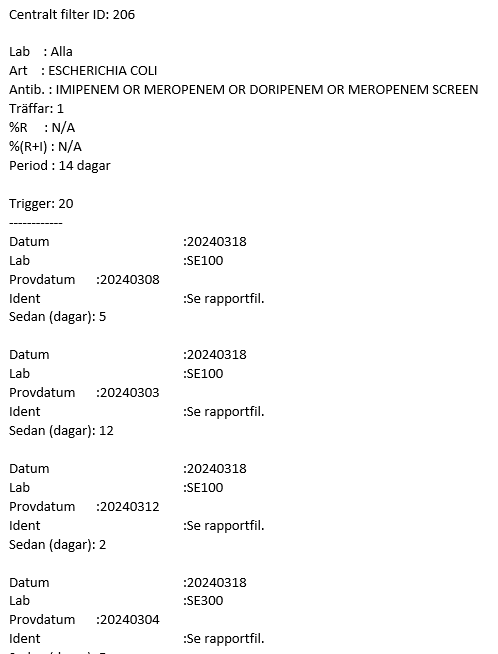 Centralt filter ID: 206
Lab : Alla
Art : ESCHERICHIA COLI
Antib. : IMIPENEM OR MEROPENEM OR DORIPENEM OR MEROPENEM SCREEN
Träffar: 1
%R : N/A
%(R+I) : N/A
Period : 14 dagar
Trigger: 20
------------
Datum :20240318
Lab :SE100
Provdatum :20240308
Ident :Se rapportfil.
Sedan (dagar): 5
Datum :20240318
Lab :SE100
Provdatum :20240303
Ident :Se rapportfil.
Sedan (dagar): 12
Datum :20240318
Lab :SE100
Provdatum :20240312
Ident :Se rapportfil.
Sedan (dagar): 2
Datum :20240318
Lab :SE300
Provdatum :20240304
Ident :Se rapportfil.